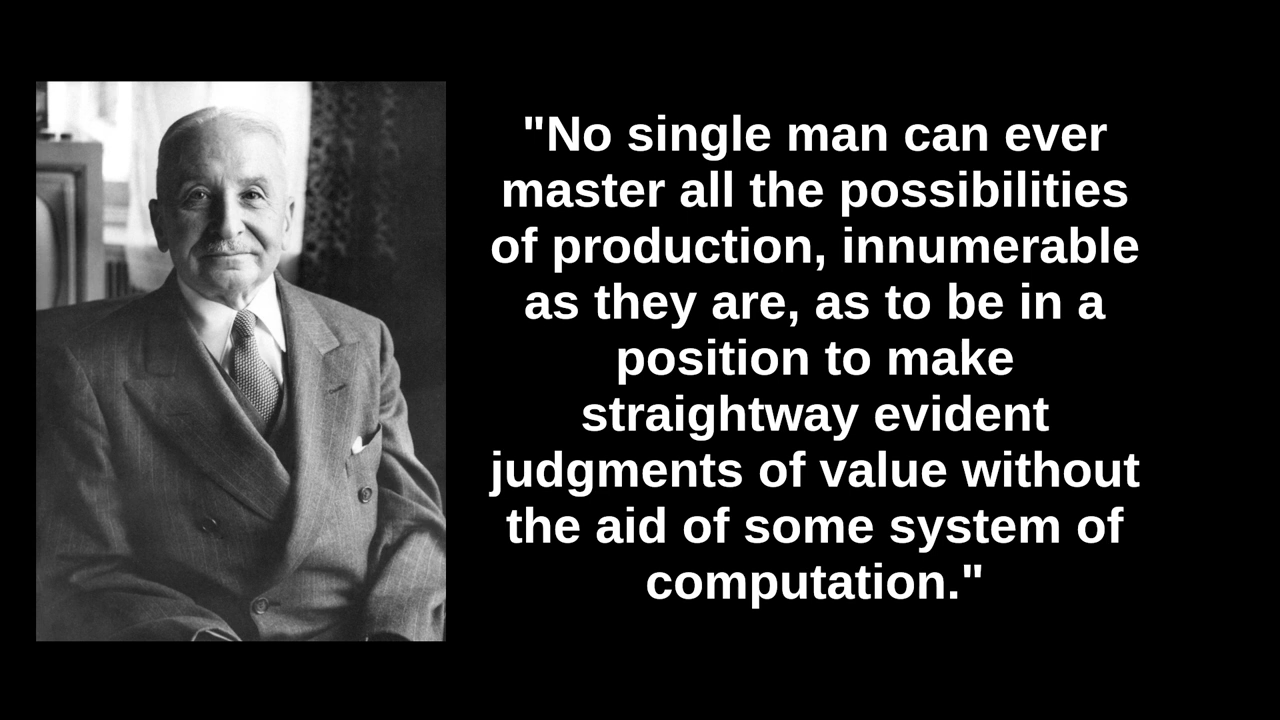 "No single man can ever
master all the possibilities
of production, innumerable
as they are, as to be in a
position to make
straightway evident
judgments of value without
the aid of some system of
computation."